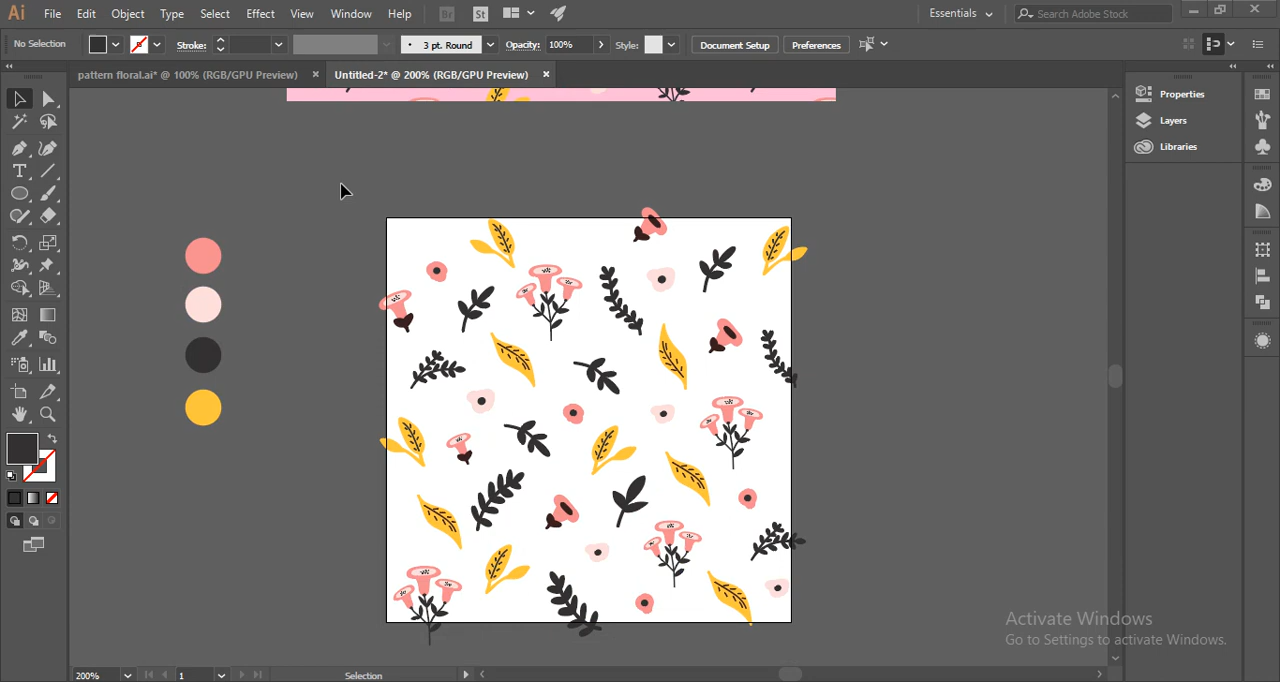 Ai File Edit Object Type Select Effect View Window Help Br St Essentials Search Adobe Stock
No Selection Stroke: 3 pt. Round Opacity: 100% Style: Document Setup Preferences
pattern floral.ai* @ 100% (RGB/GPU Preview) × Untitled-2* @ 200% (RGB/GPU Preview) ×
Properties
Layers
Libraries
T
Activate Windows
Go to Settings to activate Windows.
200% 1 Selection